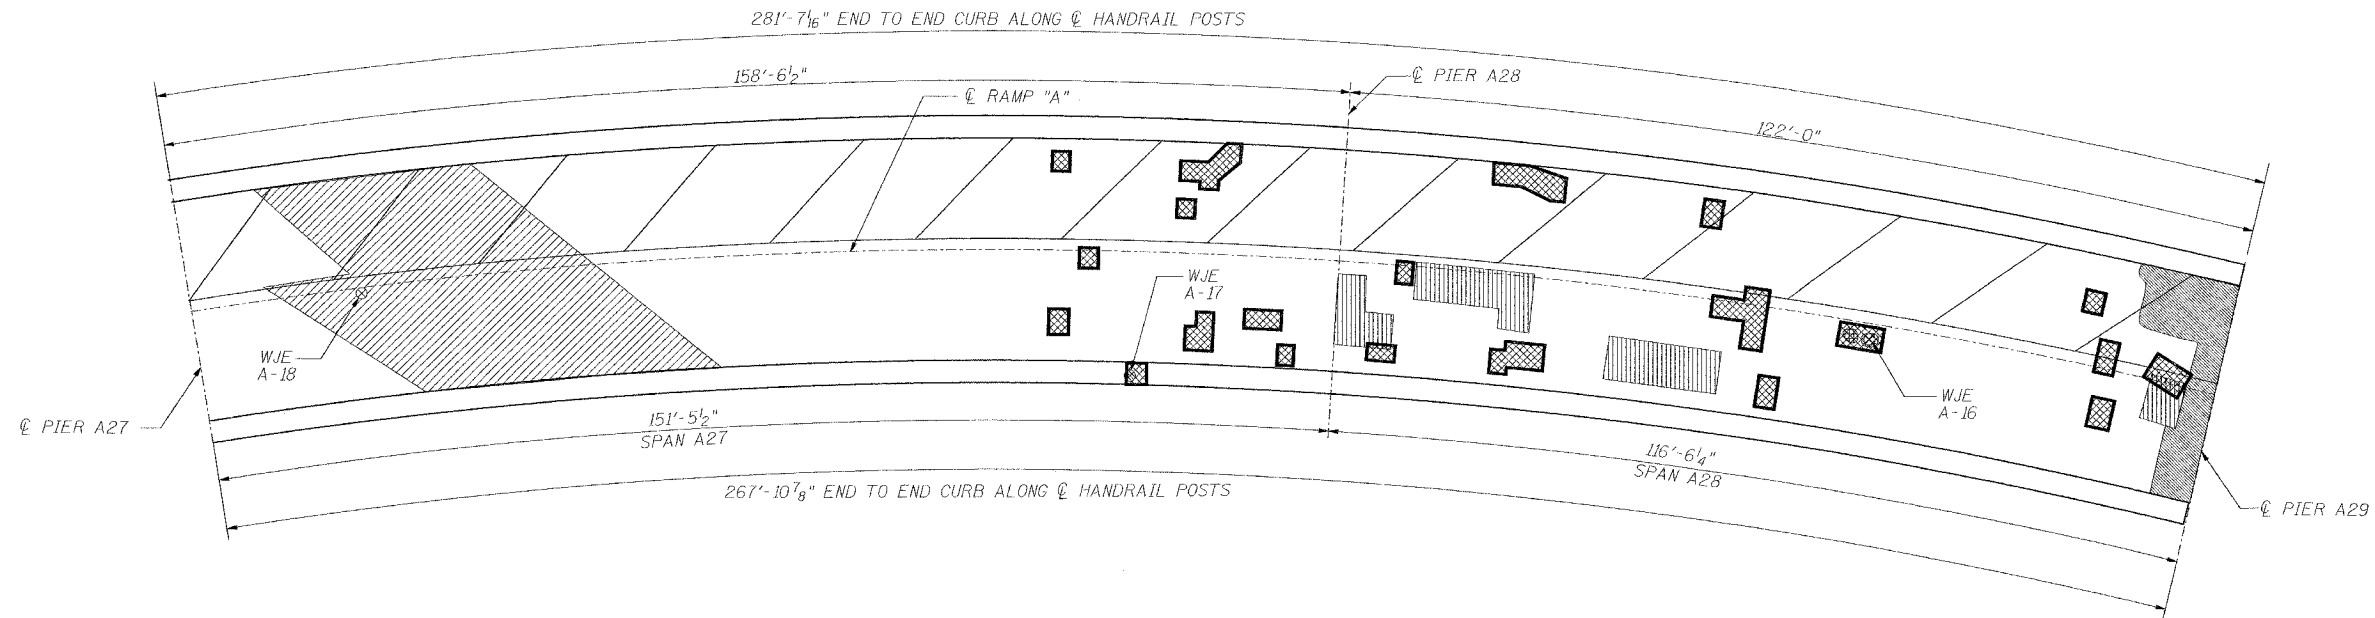 281'-7 1/16" END TO END CURB ALONG ℄ HANDRAIL POSTS
158'-6 1/2"
℄ PIER A28
℄ RAMP "A"
122'-0"
WJE
A-17
WJE
A-18
WJE
A-16
℄ PIER A27
151'-5 1/2"
SPAN A27
116'-6 1/4"
SPAN A28
267'-10 7/8" END TO END CURB ALONG ℄ HANDRAIL POSTS
℄ PIER A29